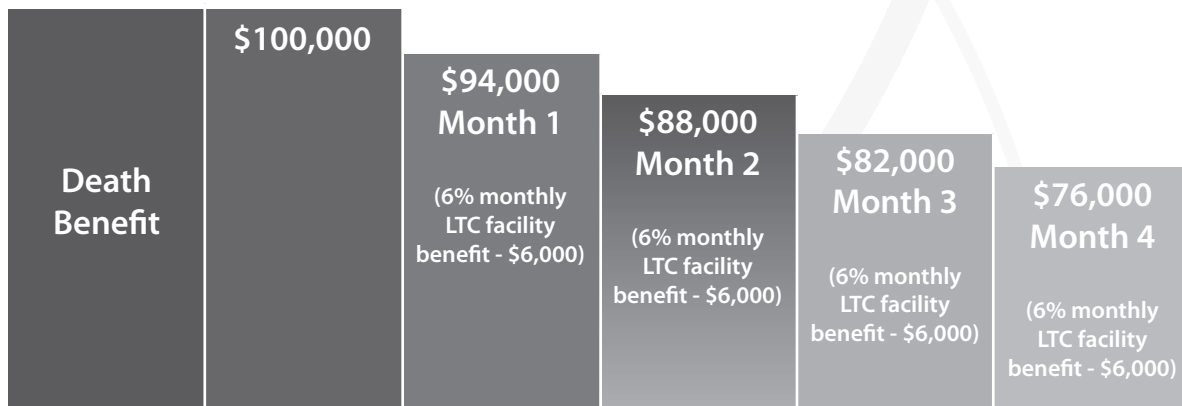 Death
Benefit
$100,000
$94,000
Month 1
(6% monthly
LTC facility
benefit - $6,000)
$88,000
Month 2
(6% monthly
LTC facility
benefit - $6,000)
$82,000
Month 3
(6% monthly
LTC facility
benefit - $6,000)
$76,000
Month 4
(6% monthly
LTC facility
benefit - $6,000)